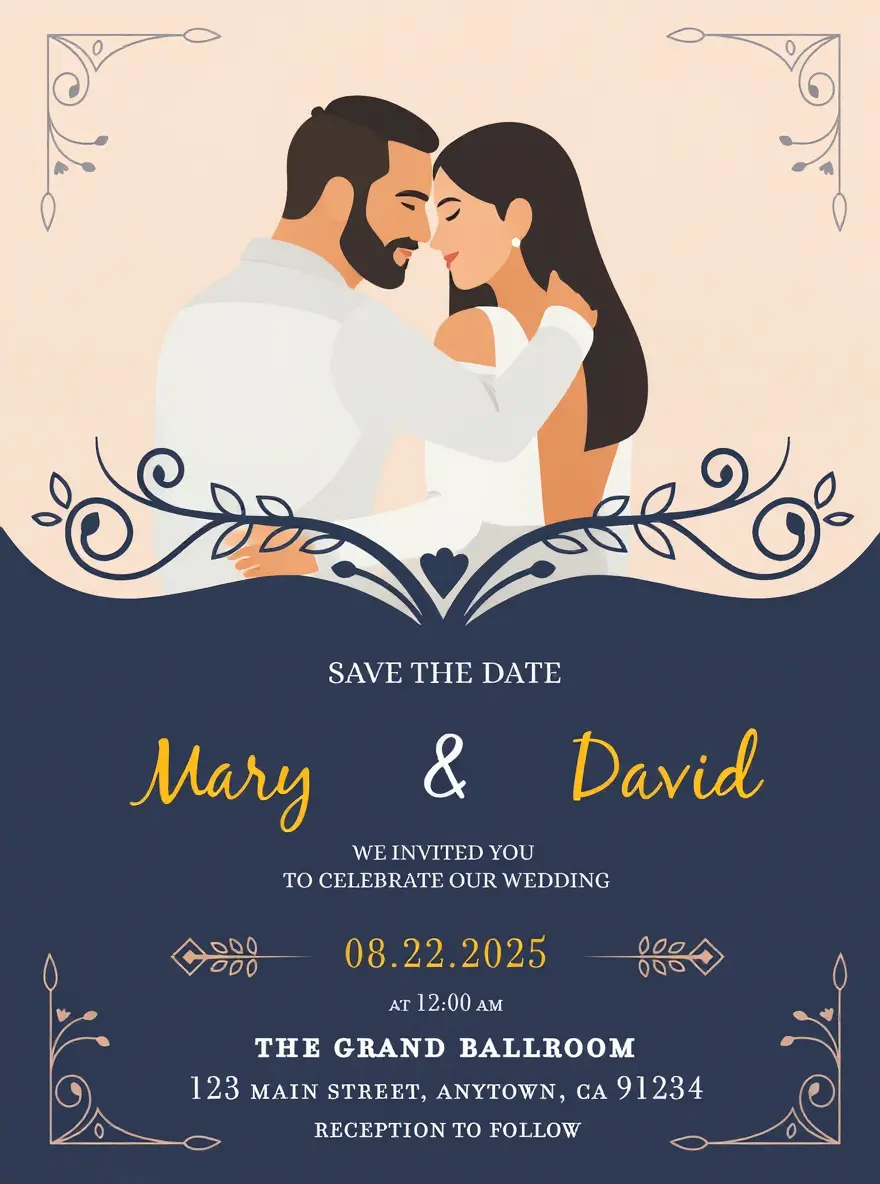 SAVE THE DATE
Mary & David
WE INVITED YOU
TO CELEBRATE OUR WEDDING
08.22.2025
AT 12:00 AM
THE GRAND BALLROOM
123 MAIN STREET, ANYTOWN, CA 91234
RECEPTION TO FOLLOW